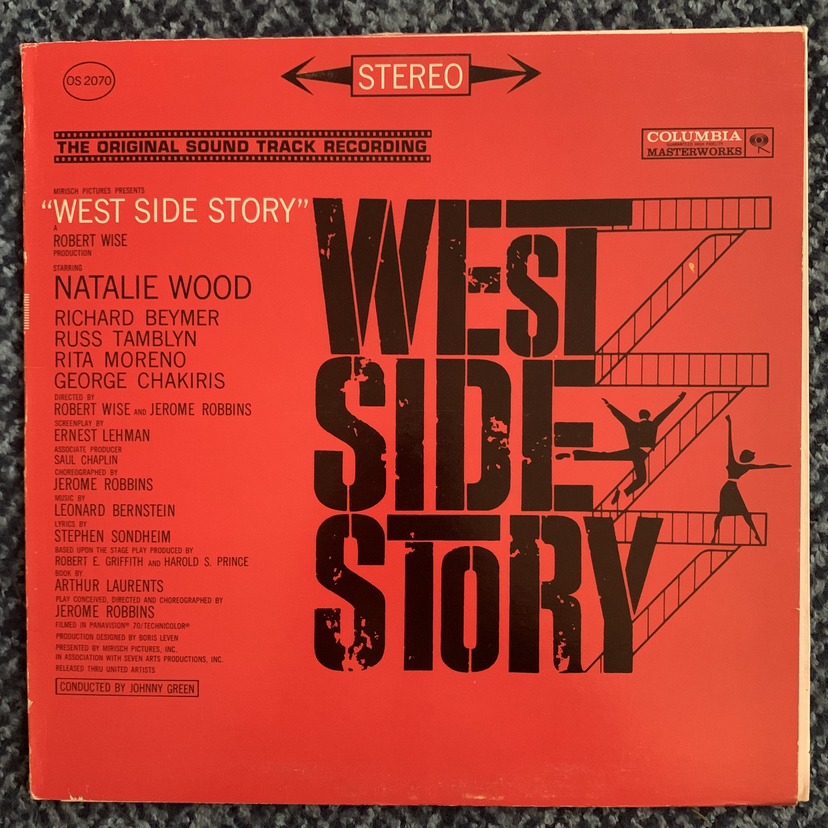 OS 2070
STEREO
THE ORIGINAL SOUND TRACK RECORDING
COLUMBIA
GUARANTEED HIGH FIDELITY
MASTERWORKS
MIRISCH PICTURES PRESENTS
"WEST SIDE STORY"
A
ROBERT WISE
PRODUCTION
STARRING
NATALIE WOOD
RICHARD BEYMER
RUSS TAMBLYN
RITA MORENO
GEORGE CHAKIRIS
DIRECTED BY
ROBERT WISE AND JEROME ROBBINS
SCREENPLAY BY
ERNEST LEHMAN
ASSOCIATE PRODUCER
SAUL CHAPLIN
CHOREOGRAPHED BY
JEROME ROBBINS
MUSIC BY
LEONARD BERNSTEIN
LYRICS BY
STEPHEN SONDHEIM
BASED UPON THE STAGE PLAY PRODUCED BY
ROBERT E. GRIFFITH AND HAROLD S. PRINCE
BOOK BY
ARTHUR LAURENTS
PLAY CONCEIVED, DIRECTED AND CHOREOGRAPHED BY
JEROME ROBBINS
FILMED IN PANAVISION® 70/TECHNICOLOR®
PRODUCTION DESIGNED BY BORIS LEVEN
PRESENTED BY MIRISCH PICTURES, INC.
IN ASSOCIATION WITH SEVEN ARTS PRODUCTIONS, INC.
RELEASED THRU UNITED ARTISTS
CONDUCTED BY JOHNNY GREEN
WEST
SIDE
STORY